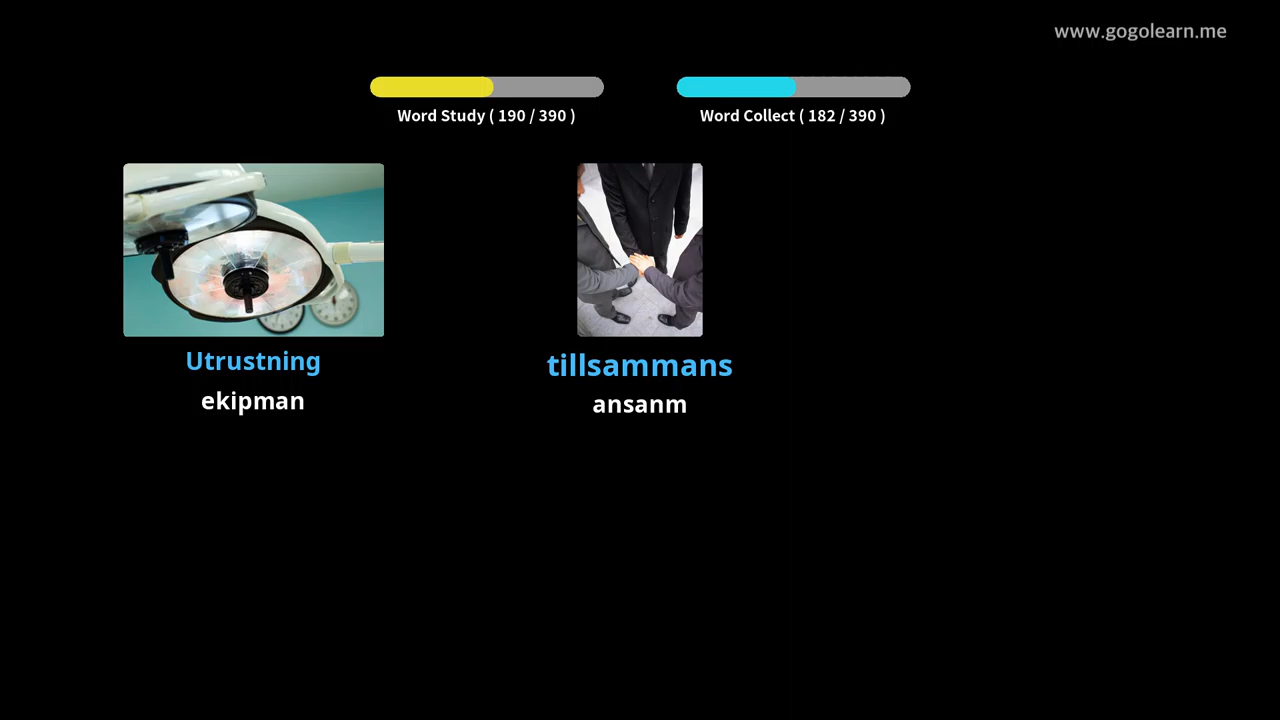 www.gogolearn.me
Word Study ( 190 / 390 )
Word Collect ( 182 / 390 )
Utrustning
ekipman
tillsammans
ansanm